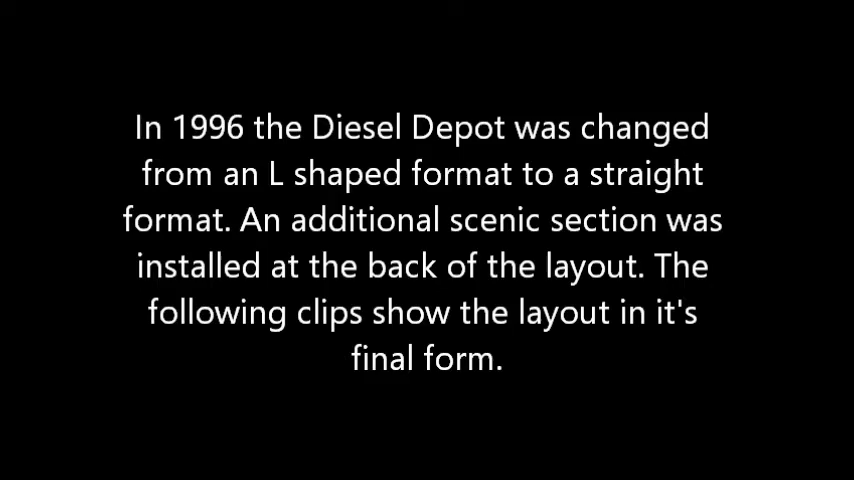 In 1996 the Diesel Depot was changed
from an L shaped format to a straight
format. An additional scenic section was
installed at the back of the layout. The
following clips show the layout in it's
final form.